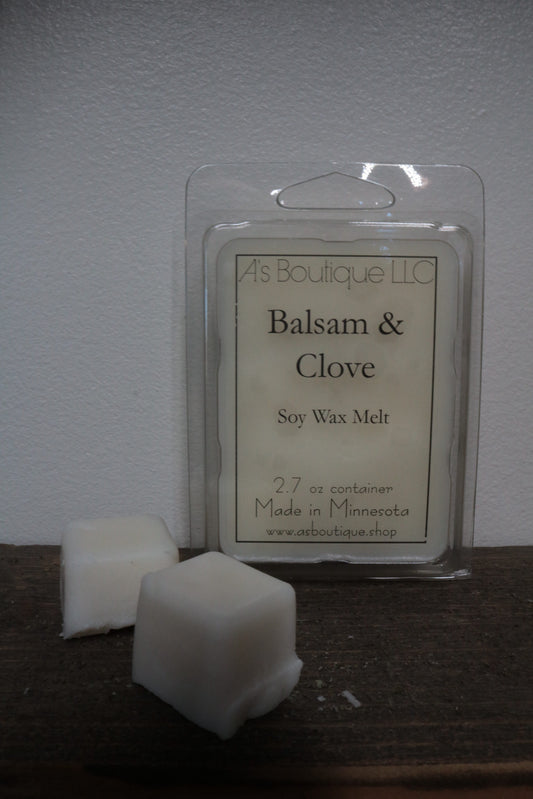 A's Boutique LLC
Balsam &
Clove
Soy Wax Melt
2.7 oz container
Made in Minnesota
www.asboutique.shop